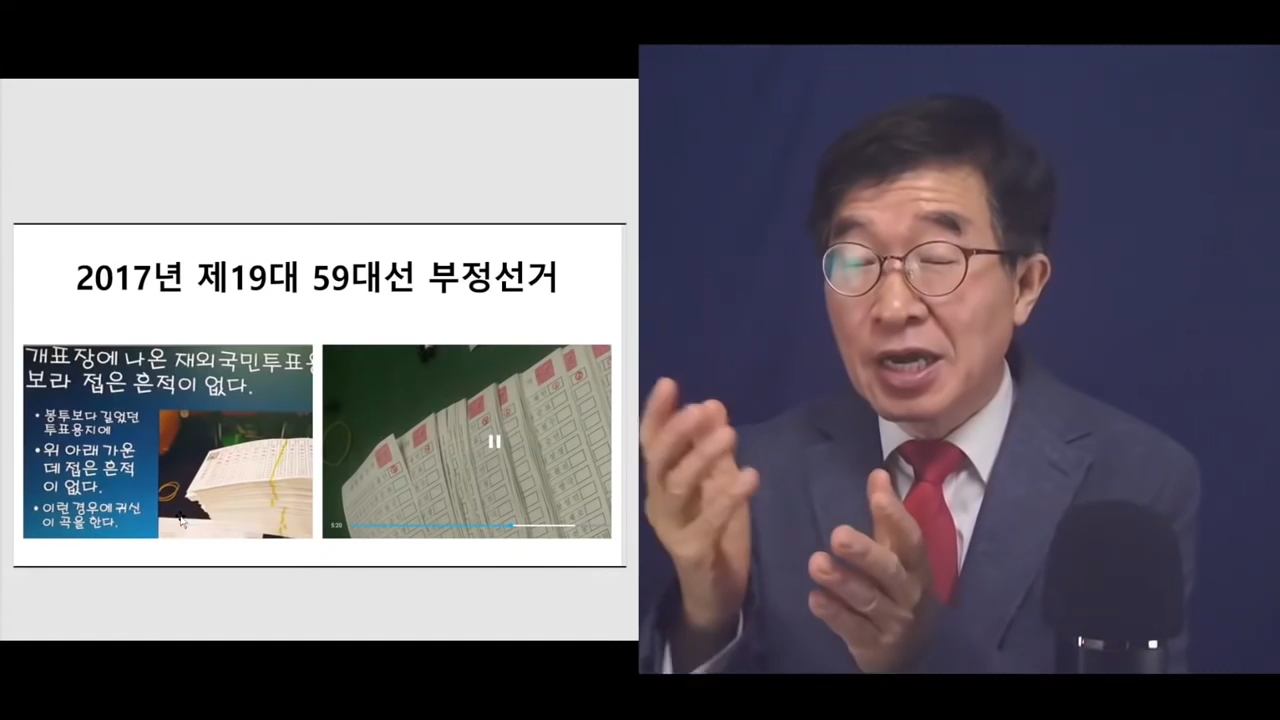 2017년 제19대 59대선 부정선거
개표장에 나온 재외국민투표용
보라 접은 흔적이 없다.
• 봉투보다 길었던
투표용지에
• 위 아래 가운
데 접은 흔적
이 없다.
• 이런 경우에 귀신
이 곡을 한다.
5:20